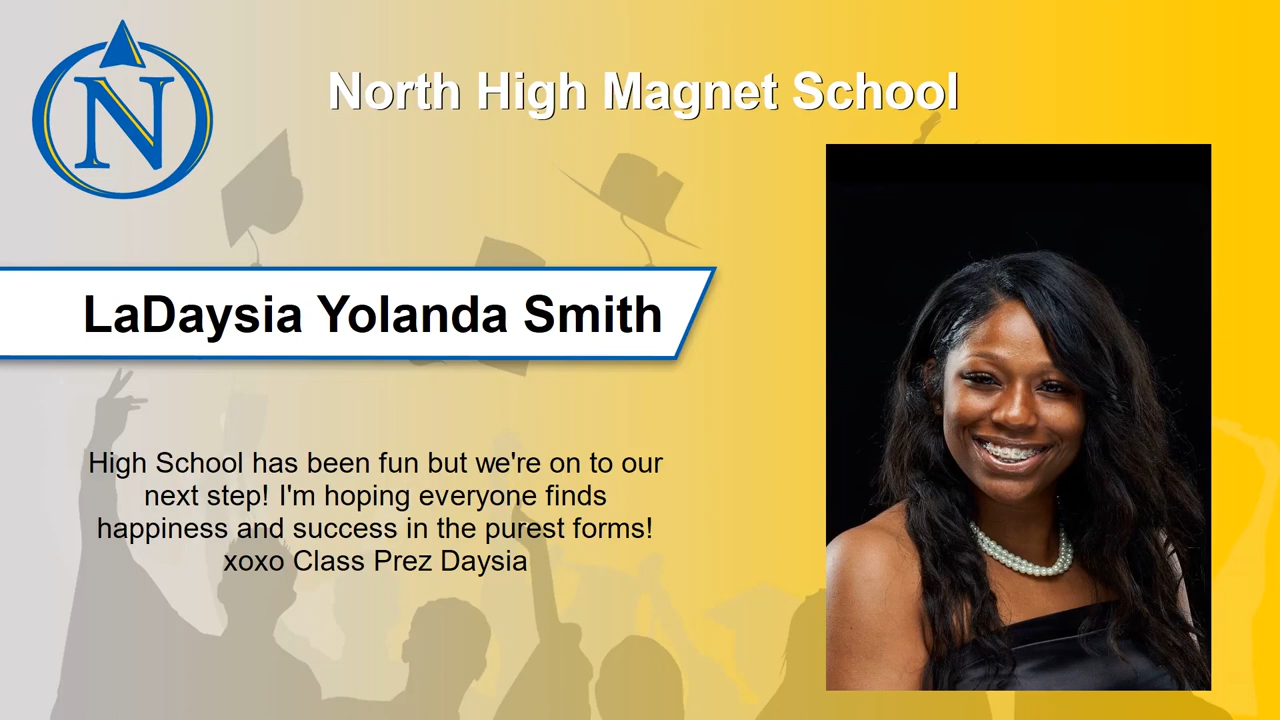 N
North High Magnet School
LaDaysia Yolanda Smith
High School has been fun but we're on to our
next step! I'm hoping everyone finds
happiness and success in the purest forms!
xoxo Class Prez Daysia